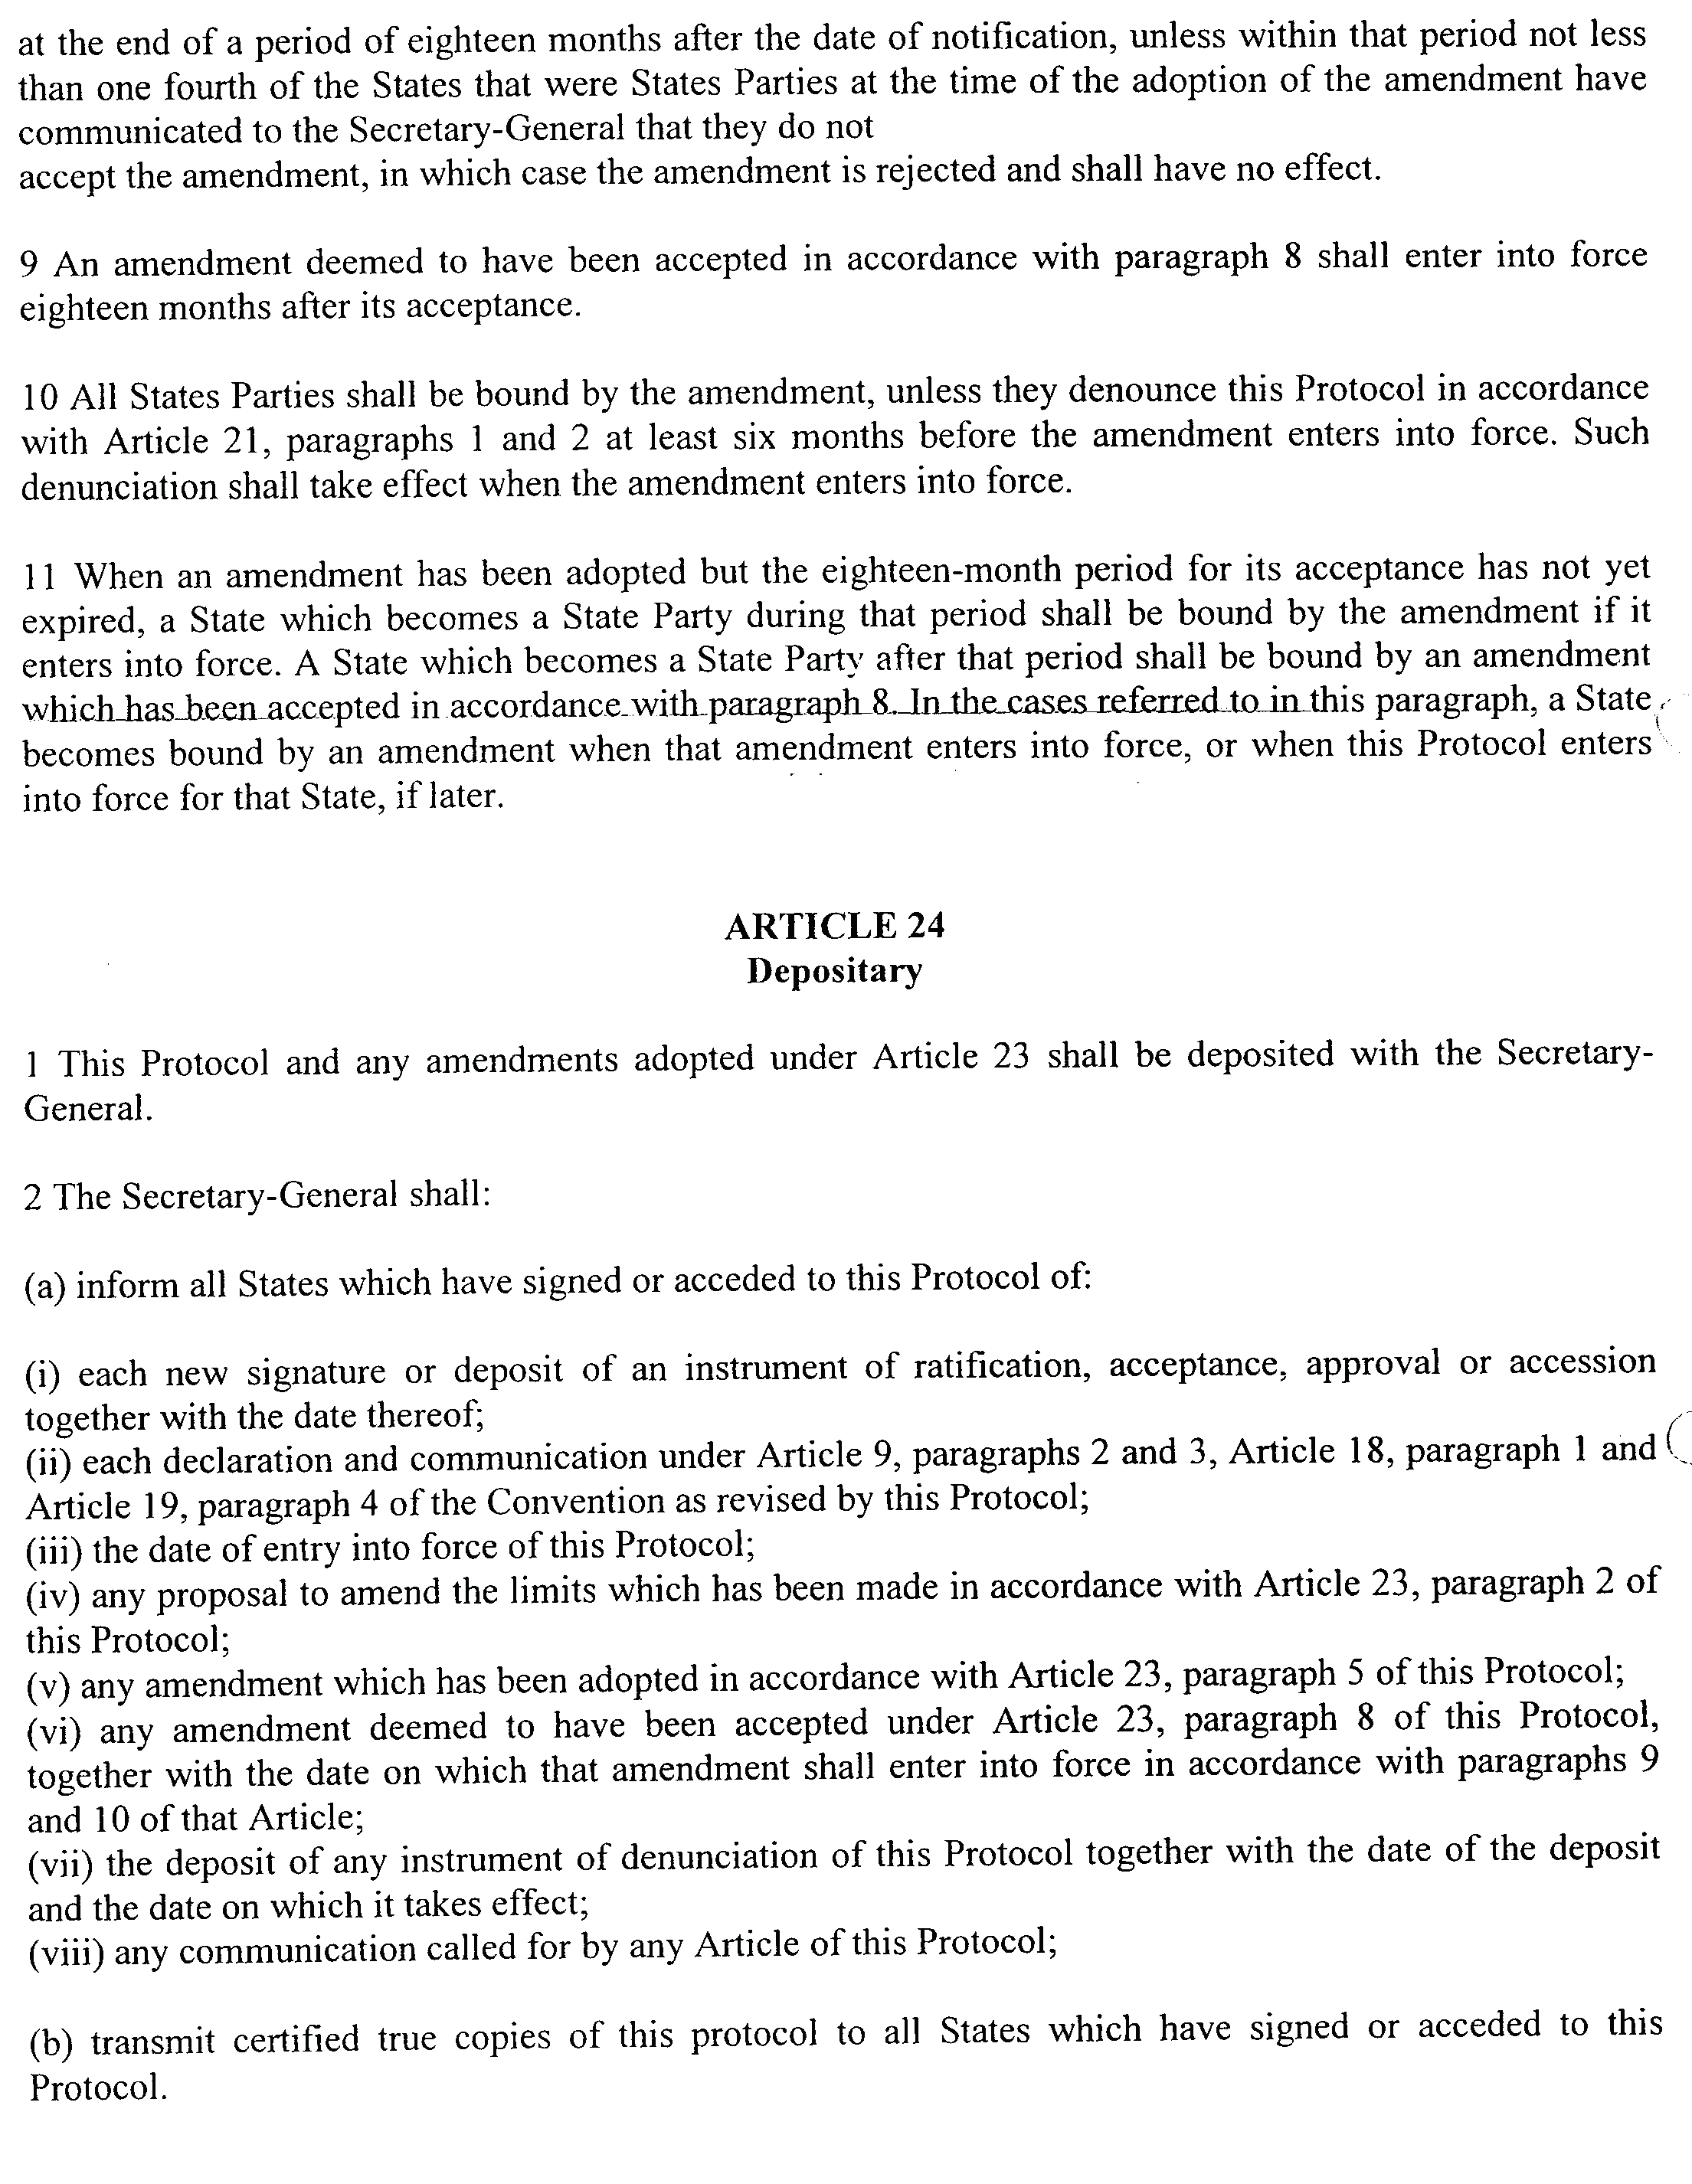 at the end of a period of eighteen months after the date of notification, unless within that period not less
than one fourth of the States that were States Parties at the time of the adoption of the amendment have
communicated to the Secretary-General that they do not
accept the amendment, in which case the amendment is rejected and shall have no effect.
9 An amendment deemed to have been accepted in accordance with paragraph 8 shall enter into force
eighteen months after its acceptance.
10 All States Parties shall be bound by the amendment, unless they denounce this Protocol in accordance
with Article 21, paragraphs 1 and 2 at least six months before the amendment enters into force. Such
denunciation shall take effect when the amendment enters into force.
11 When an amendment has been adopted but the eighteen-month period for its acceptance has not yet
expired, a State which becomes a State Party during that period shall be bound by the amendment if it
enters into force. A State which becomes a State Party after that period shall be bound by an amendment
which has been accepted in accordance with paragraph 8. In the cases referred to in this paragraph, a State
becomes bound by an amendment when that amendment enters into force, or when this Protocol enters
into force for that State, if later.
ARTICLE 24
Depositary
1 This Protocol and any amendments adopted under Article 23 shall be deposited with the Secretary-
General.
2 The Secretary-General shall:
(a) inform all States which have signed or acceded to this Protocol of:
(i) each new signature or deposit of an instrument of ratification, acceptance, approval or accession
together with the date thereof;
(ii) each declaration and communication under Article 9, paragraphs 2 and 3, Article 18, paragraph 1 and
Article 19, paragraph 4 of the Convention as revised by this Protocol;
(iii) the date of entry into force of this Protocol;
(iv) any proposal to amend the limits which has been made in accordance with Article 23, paragraph 2 of
this Protocol;
(v) any amendment which has been adopted in accordance with Article 23, paragraph 5 of this Protocol;
(vi) any amendment deemed to have been accepted under Article 23, paragraph 8 of this Protocol,
together with the date on which that amendment shall enter into force in accordance with paragraphs 9
and 10 of that Article;
(vii) the deposit of any instrument of denunciation of this Protocol together with the date of the deposit
and the date on which it takes effect;
(viii) any communication called for by any Article of this Protocol;
(b) transmit certified true copies of this protocol to all States which have signed or acceded to this
Protocol.